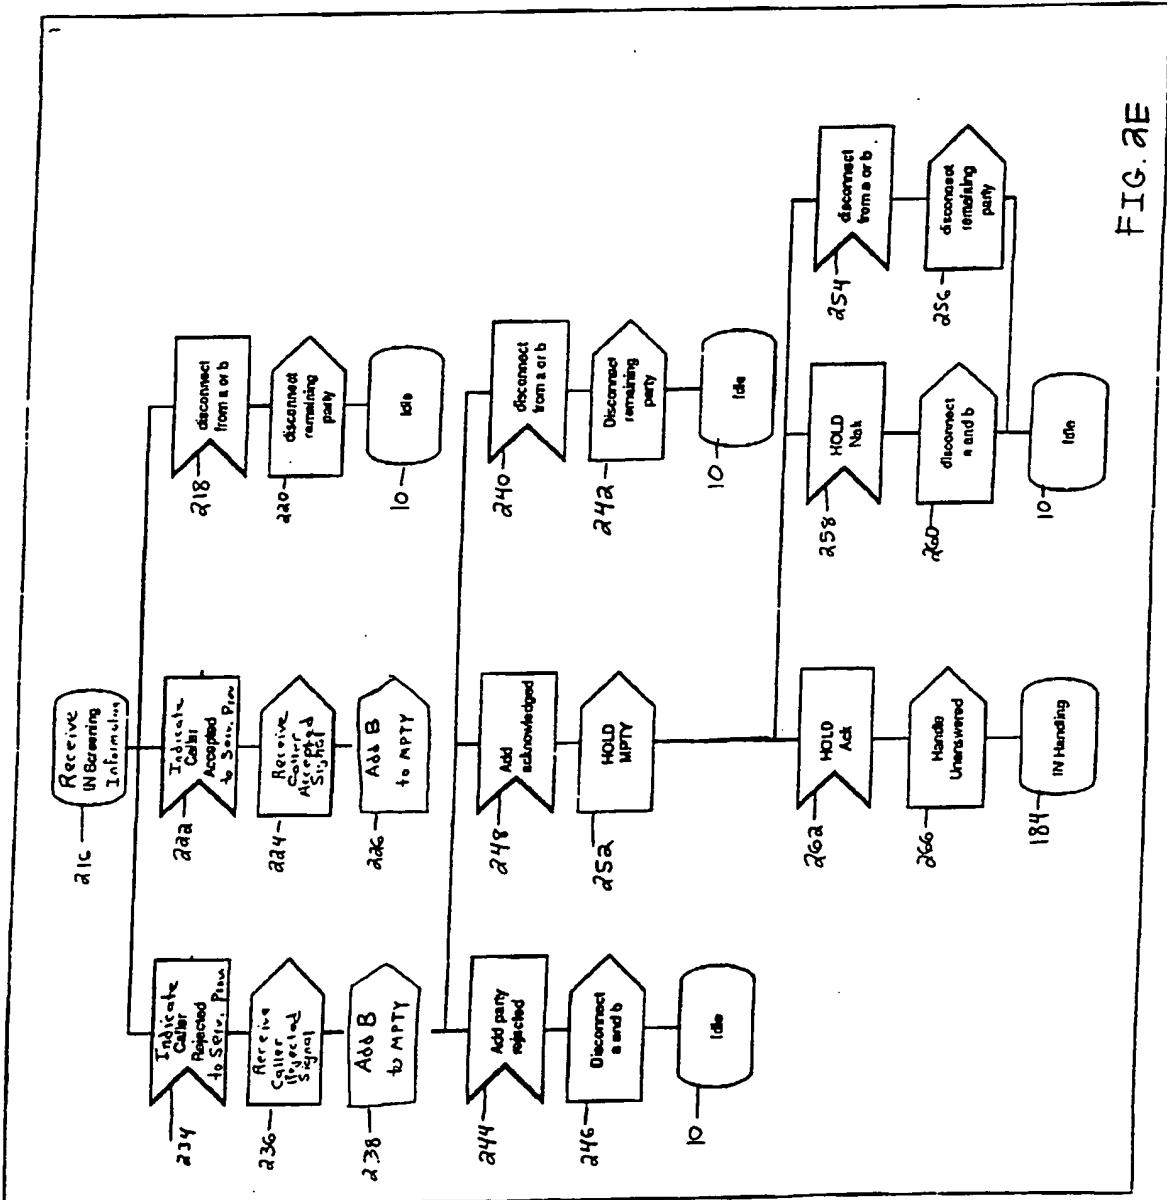 Receive
IN Screening
216
Indicate
Caller
Rejected
to Serv. Prov
234
Indicate
Caller
Accepted
to Serv. Prov
222
disconnect
from a or b
218
Receive
Caller
Rejected
Signal
236
Receive
Caller
Accepted
Signal
224
disconnect
remaining
party
220
Add B
to MPTY
238
Add B
to MPTY
226
Idle
10
Add party
rejected
244
Add
acknowledged
248
disconnect
from a or b
240
Disconnect
a and b
246
HOLD
MPTY
252
Disconnect
remaining
party
242
Idle
10
Idle
10
HOLD
Ack
262
HOLD
Nak
258
disconnect
from a or b
254
Handle
Unanswered
266
disconnect
a and b
260
disconnect
remaining
party
256
IN Handing
184
Idle
10
FIG. 2E